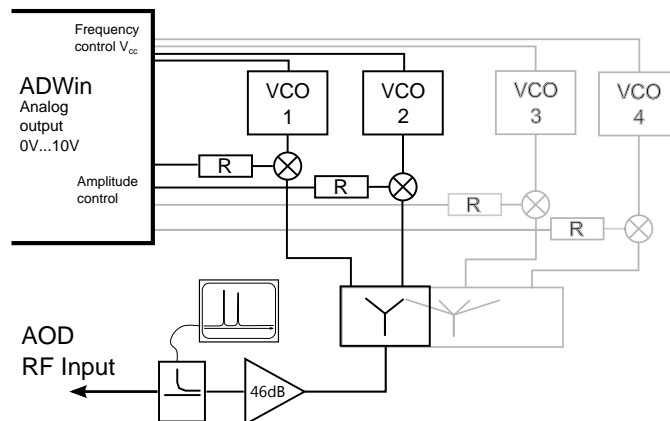 Frequency
control Vcc
ADWin
Analog
output
0V...10V
Amplitude
control
VCO
1
VCO
2
VCO
3
VCO
4
R
R
R
R
AOD
RF Input
46dB